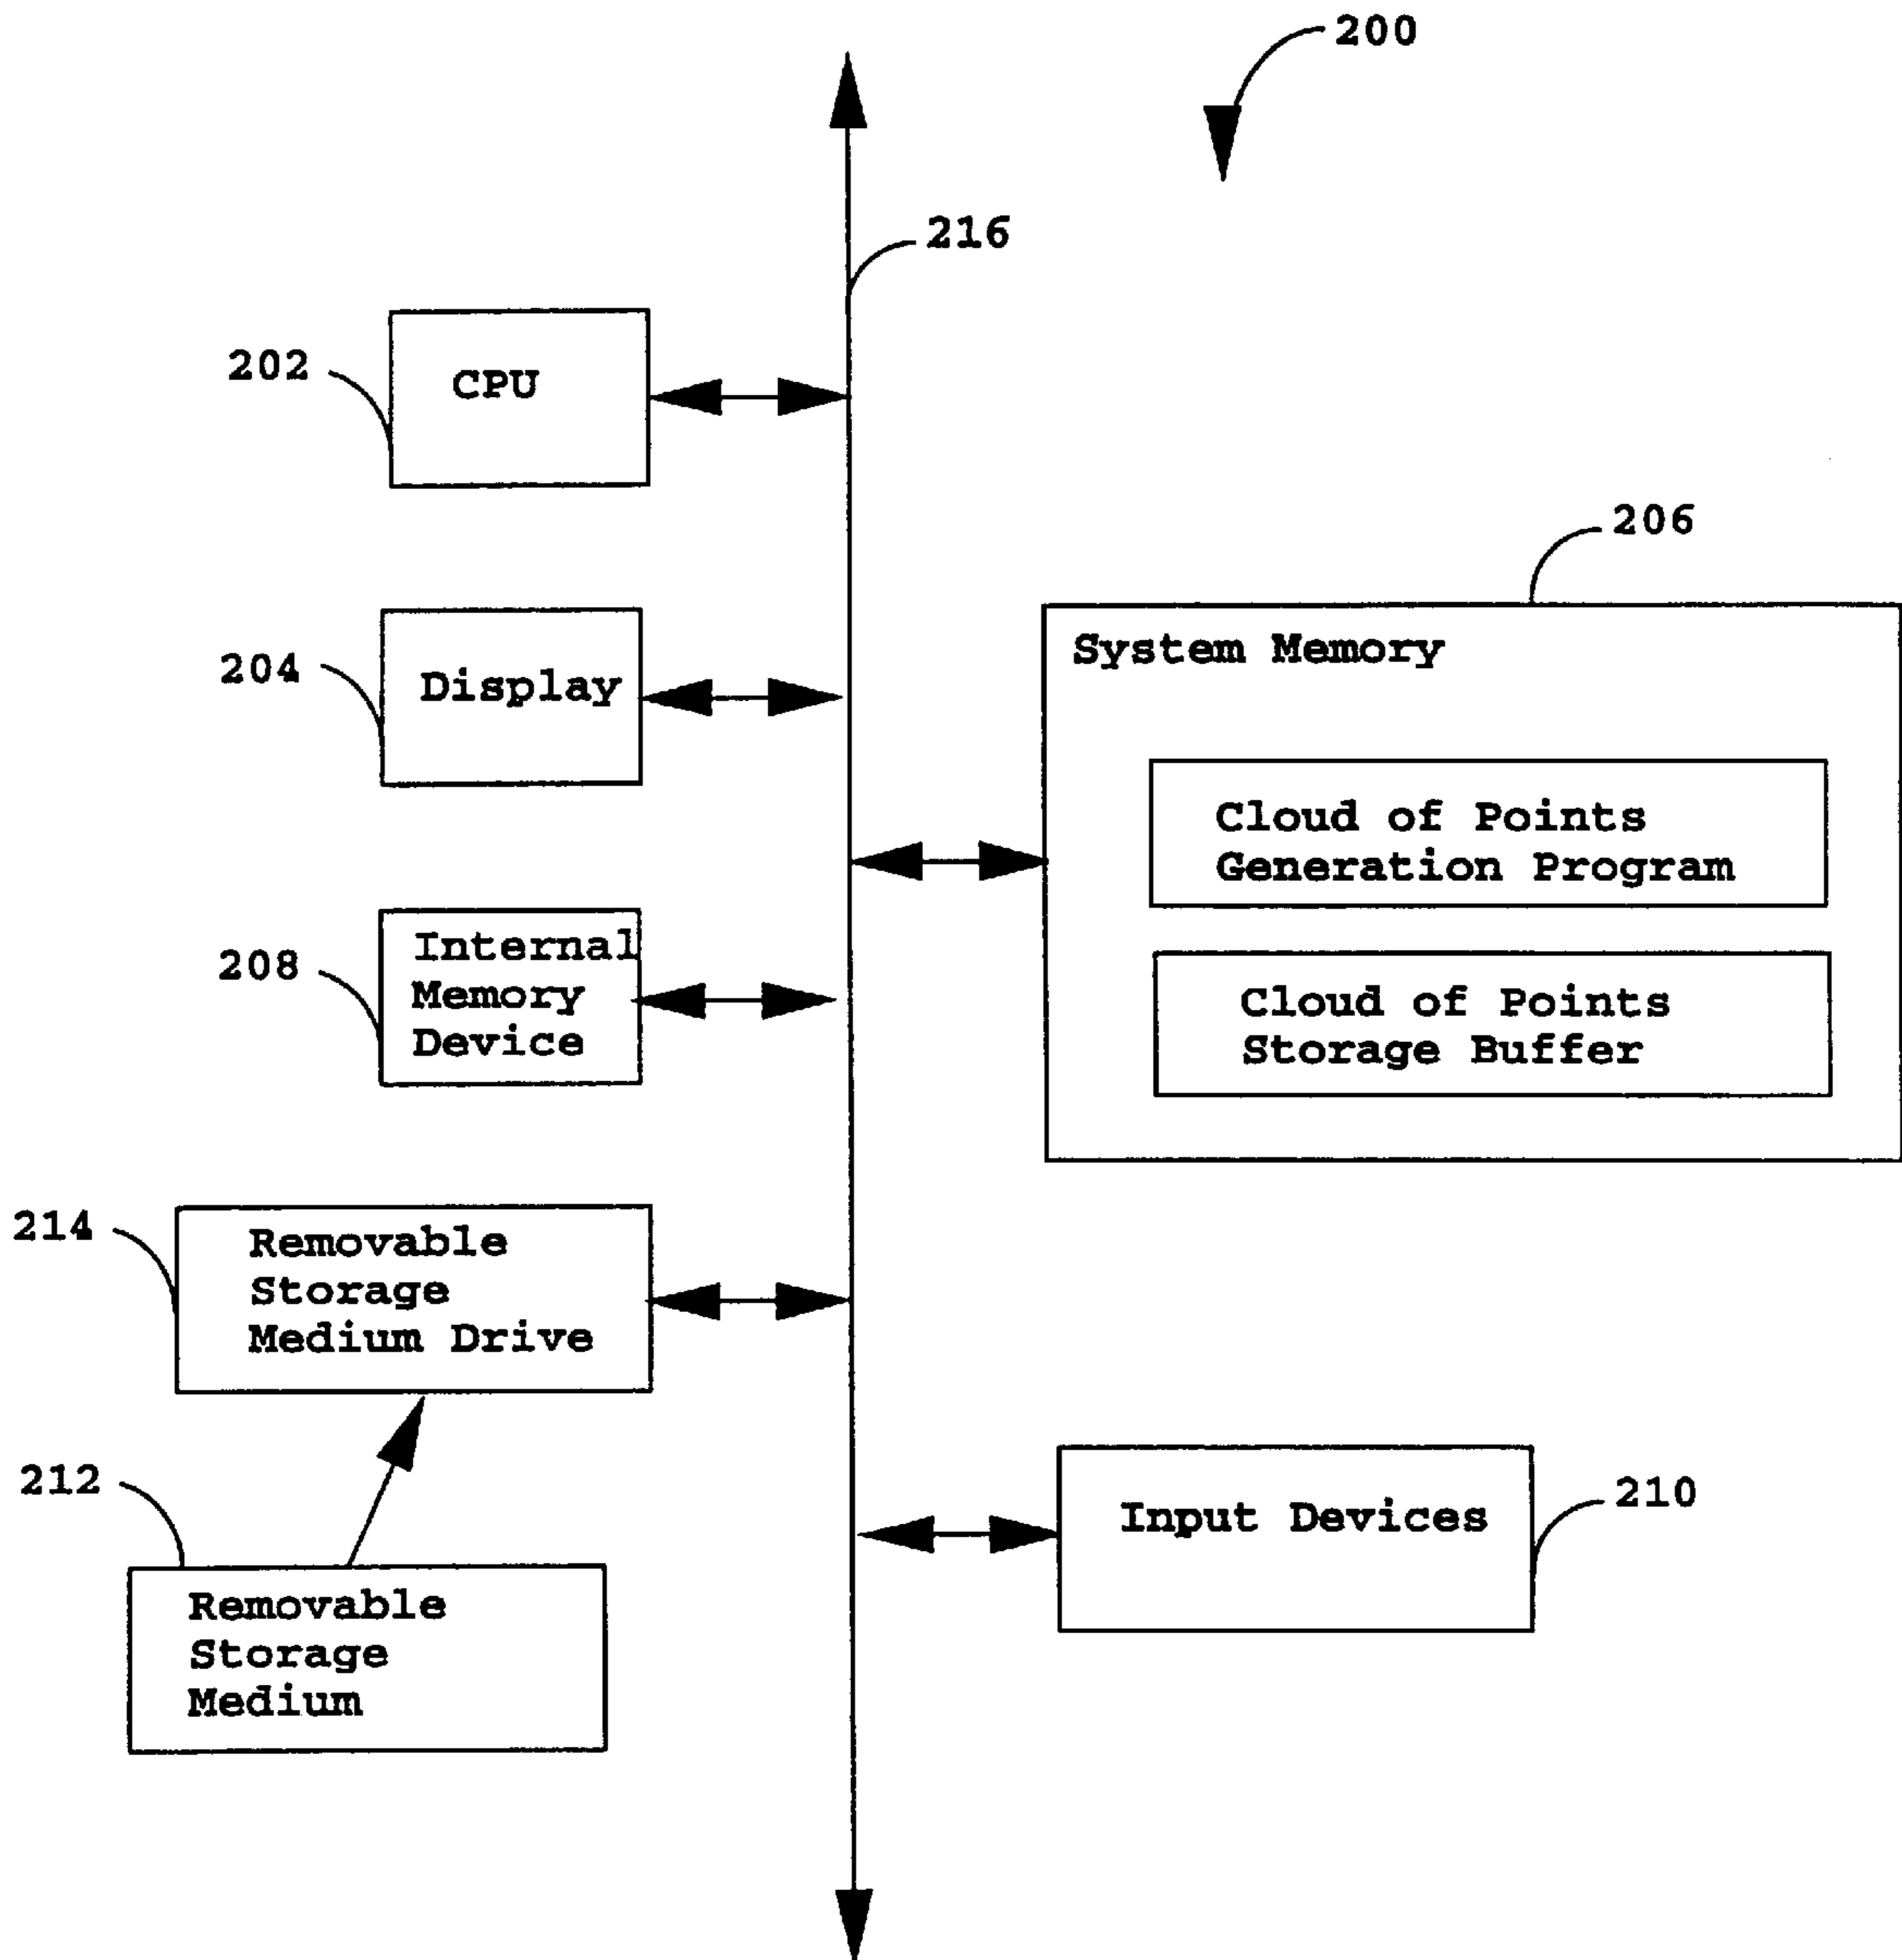 200
216
202
CPU
206
204
Display
System Memory
Cloud of Points
Generation Program
208
Internal
Memory
Device
Cloud of Points
Storage Buffer
214
Removable
Storage
Medium Drive
212
Removable
Storage
Medium
Input Devices
210